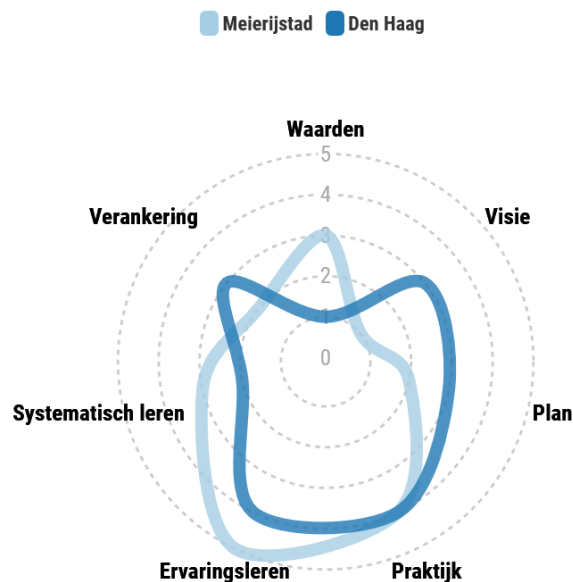 Meierijstad Den Haag
Waarden
5
Verankering
4
Visie
3
2
1
0
Systematisch leren
Plan
Ervaringsleren
Praktijk